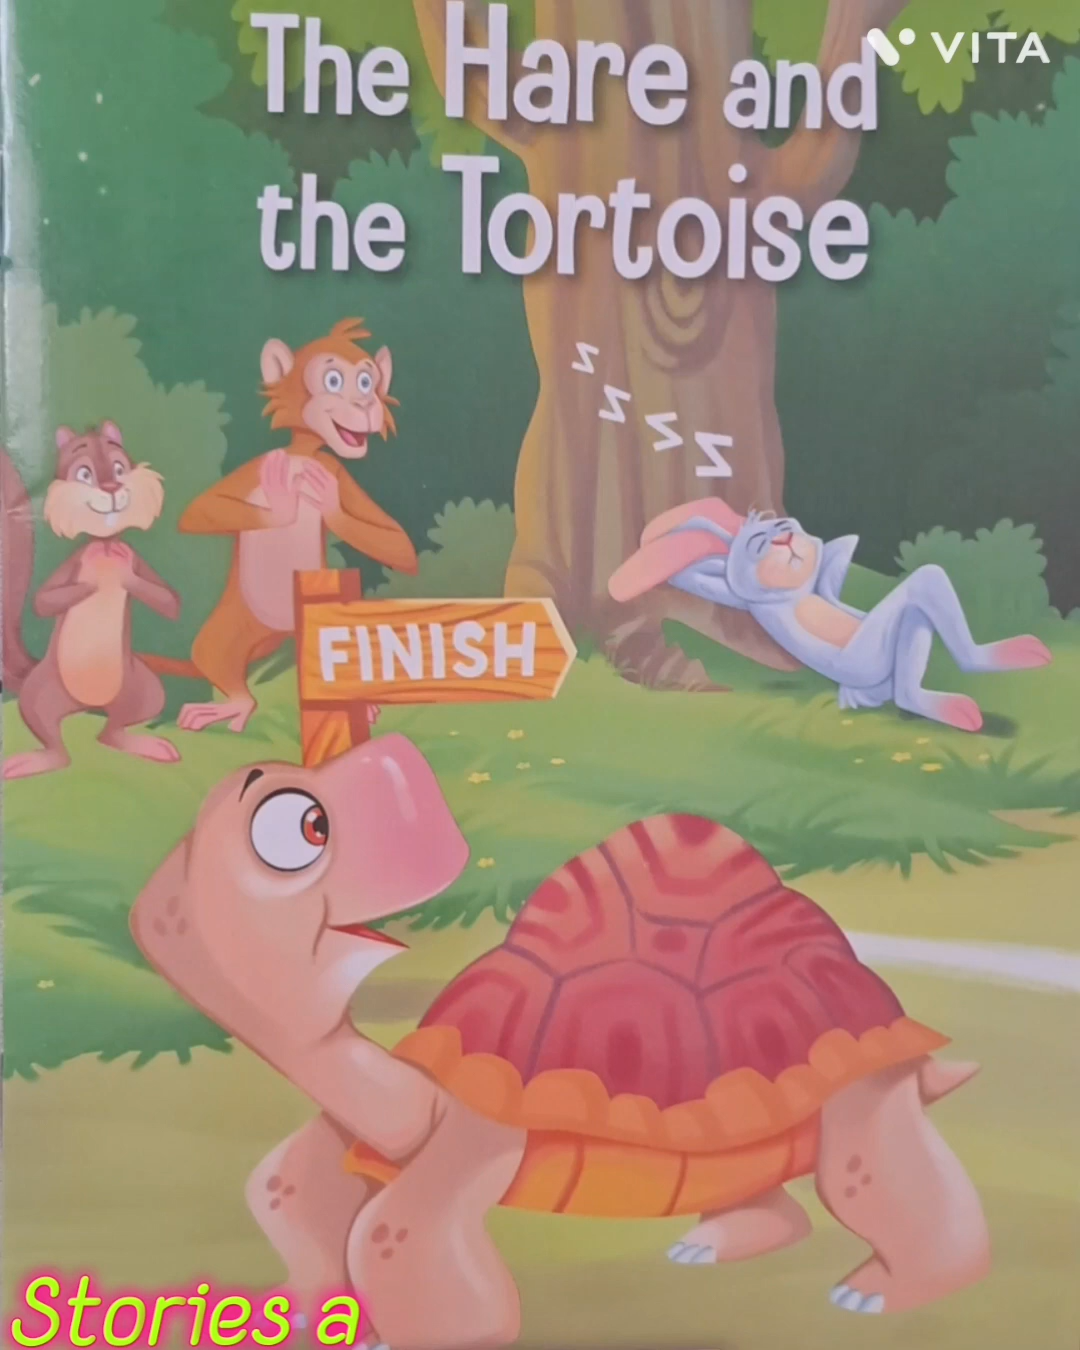 VITA
The Hare and
the Tortoise
z
z
z
z
FINISH
Stories a